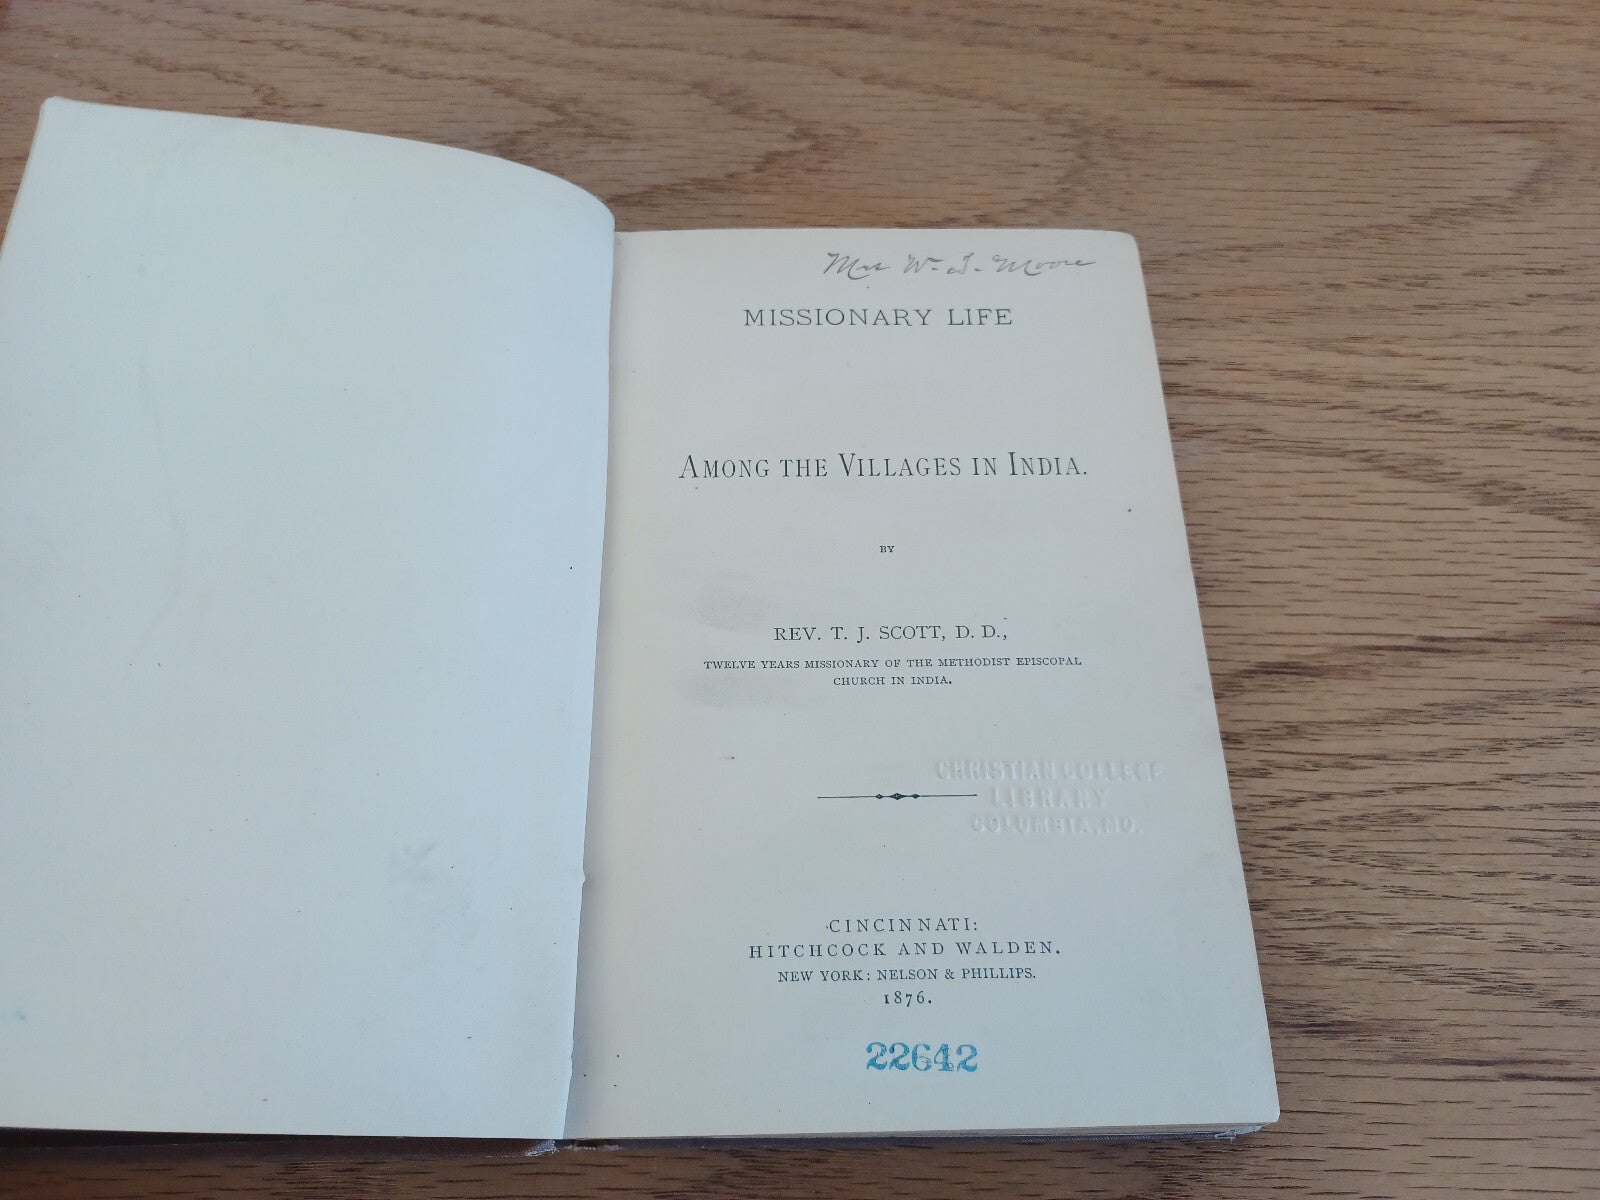 Mrs W. T. Moore
MISSIONARY LIFE
AMONG THE VILLAGES IN INDIA.
BY
REV. T. J. SCOTT, D. D.,
TWELVE YEARS MISSIONARY OF THE METHODIST EPISCOPAL
CHURCH IN INDIA.
CHRISTIAN COLLEGE
LIBRARY
COLUMBIA, MO.
CINCINNATI:
HITCHCOCK AND WALDEN.
NEW YORK: NELSON & PHILLIPS.
1876.
22642